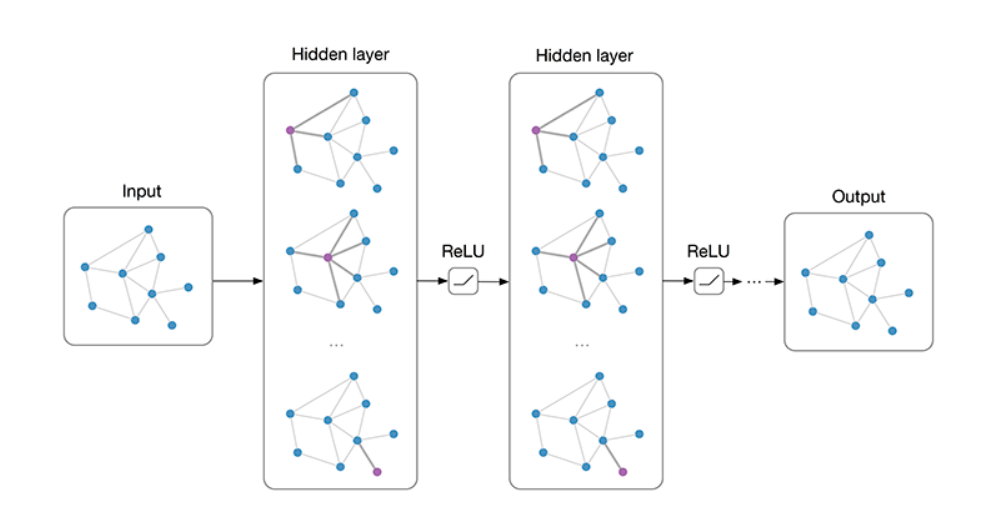 Hidden layer
Hidden layer
Input
Output
ReLU
ReLU
...
...
...